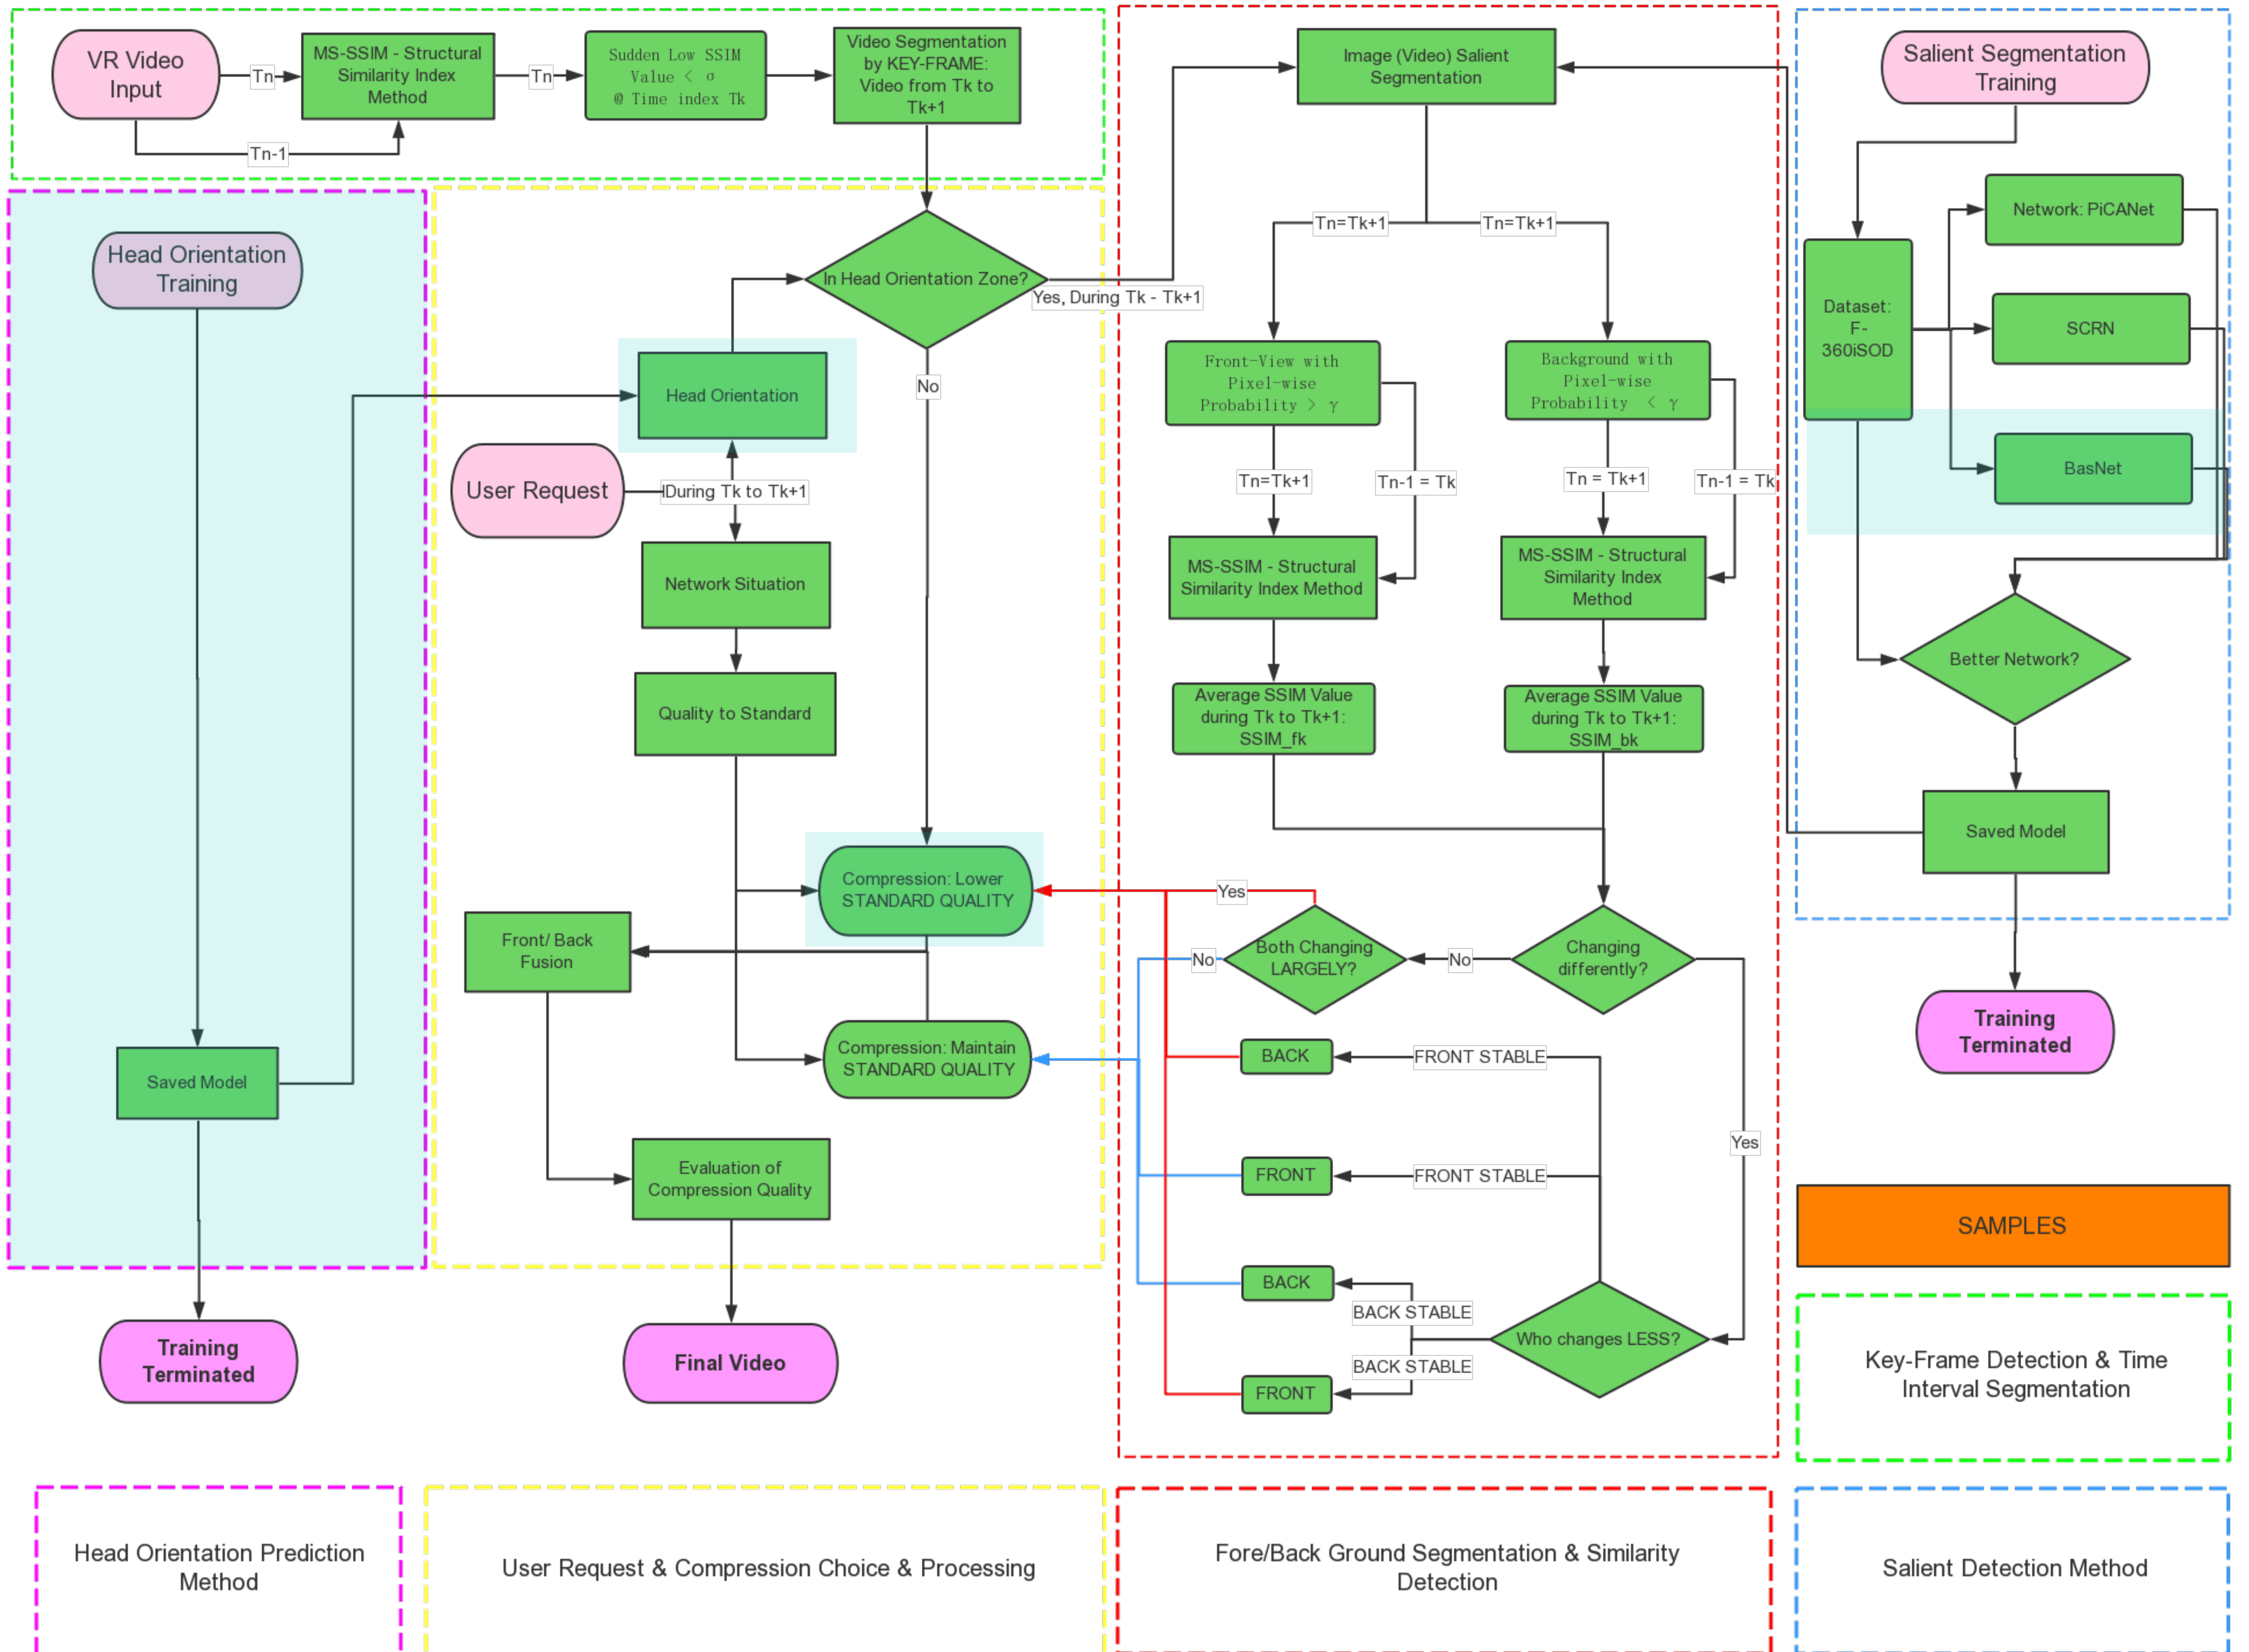 VR Video
Input
Tn
MS-SSIM - Structural
Similarity Index
Method
Tn
Sudden Low SSIM
Value < σ
@ Time index Tk
Video Segmentation
by KEY-FRAME:
Video from Tk to
Tk+1
Tn-1
Head Orientation
Training
Saved Model
Training
Terminated
In Head Orientation Zone?
Yes, During Tk - Tk+1
No
Head Orientation
User Request
During Tk to Tk+1
Network Situation
Quality to Standard
Compression: Lower
STANDARD QUALITY
Front/ Back
Fusion
Compression: Maintain
STANDARD QUALITY
Evaluation of
Compression Quality
Final Video
Image (Video) Salient
Segmentation
Tn=Tk+1
Tn=Tk+1
Front-View with
Pixel-wise
Probability > γ
Background with
Pixel-wise
Probability < γ
Tn=Tk+1
Tn-1 = Tk
Tn = Tk+1
Tn-1 = Tk
MS-SSIM - Structural
Similarity Index Method
MS-SSIM - Structural
Similarity Index
Method
Average SSIM Value
during Tk to Tk+1:
SSIM_fk
Average SSIM Value
during Tk to Tk+1:
SSIM_bk
Yes
No
Both Changing
LARGELY?
No
Changing
differently?
BACK
FRONT STABLE
Yes
FRONT
FRONT STABLE
BACK
BACK STABLE
Who changes LESS?
BACK STABLE
FRONT
Salient Segmentation
Training
Network: PiCANet
Dataset:
F-
360iSOD
SCRN
BasNet
Better Network?
Saved Model
Training
Terminated
SAMPLES
Key-Frame Detection & Time
Interval Segmentation
Head Orientation Prediction
Method
User Request & Compression Choice & Processing
Fore/Back Ground Segmentation & Similarity
Detection
Salient Detection Method